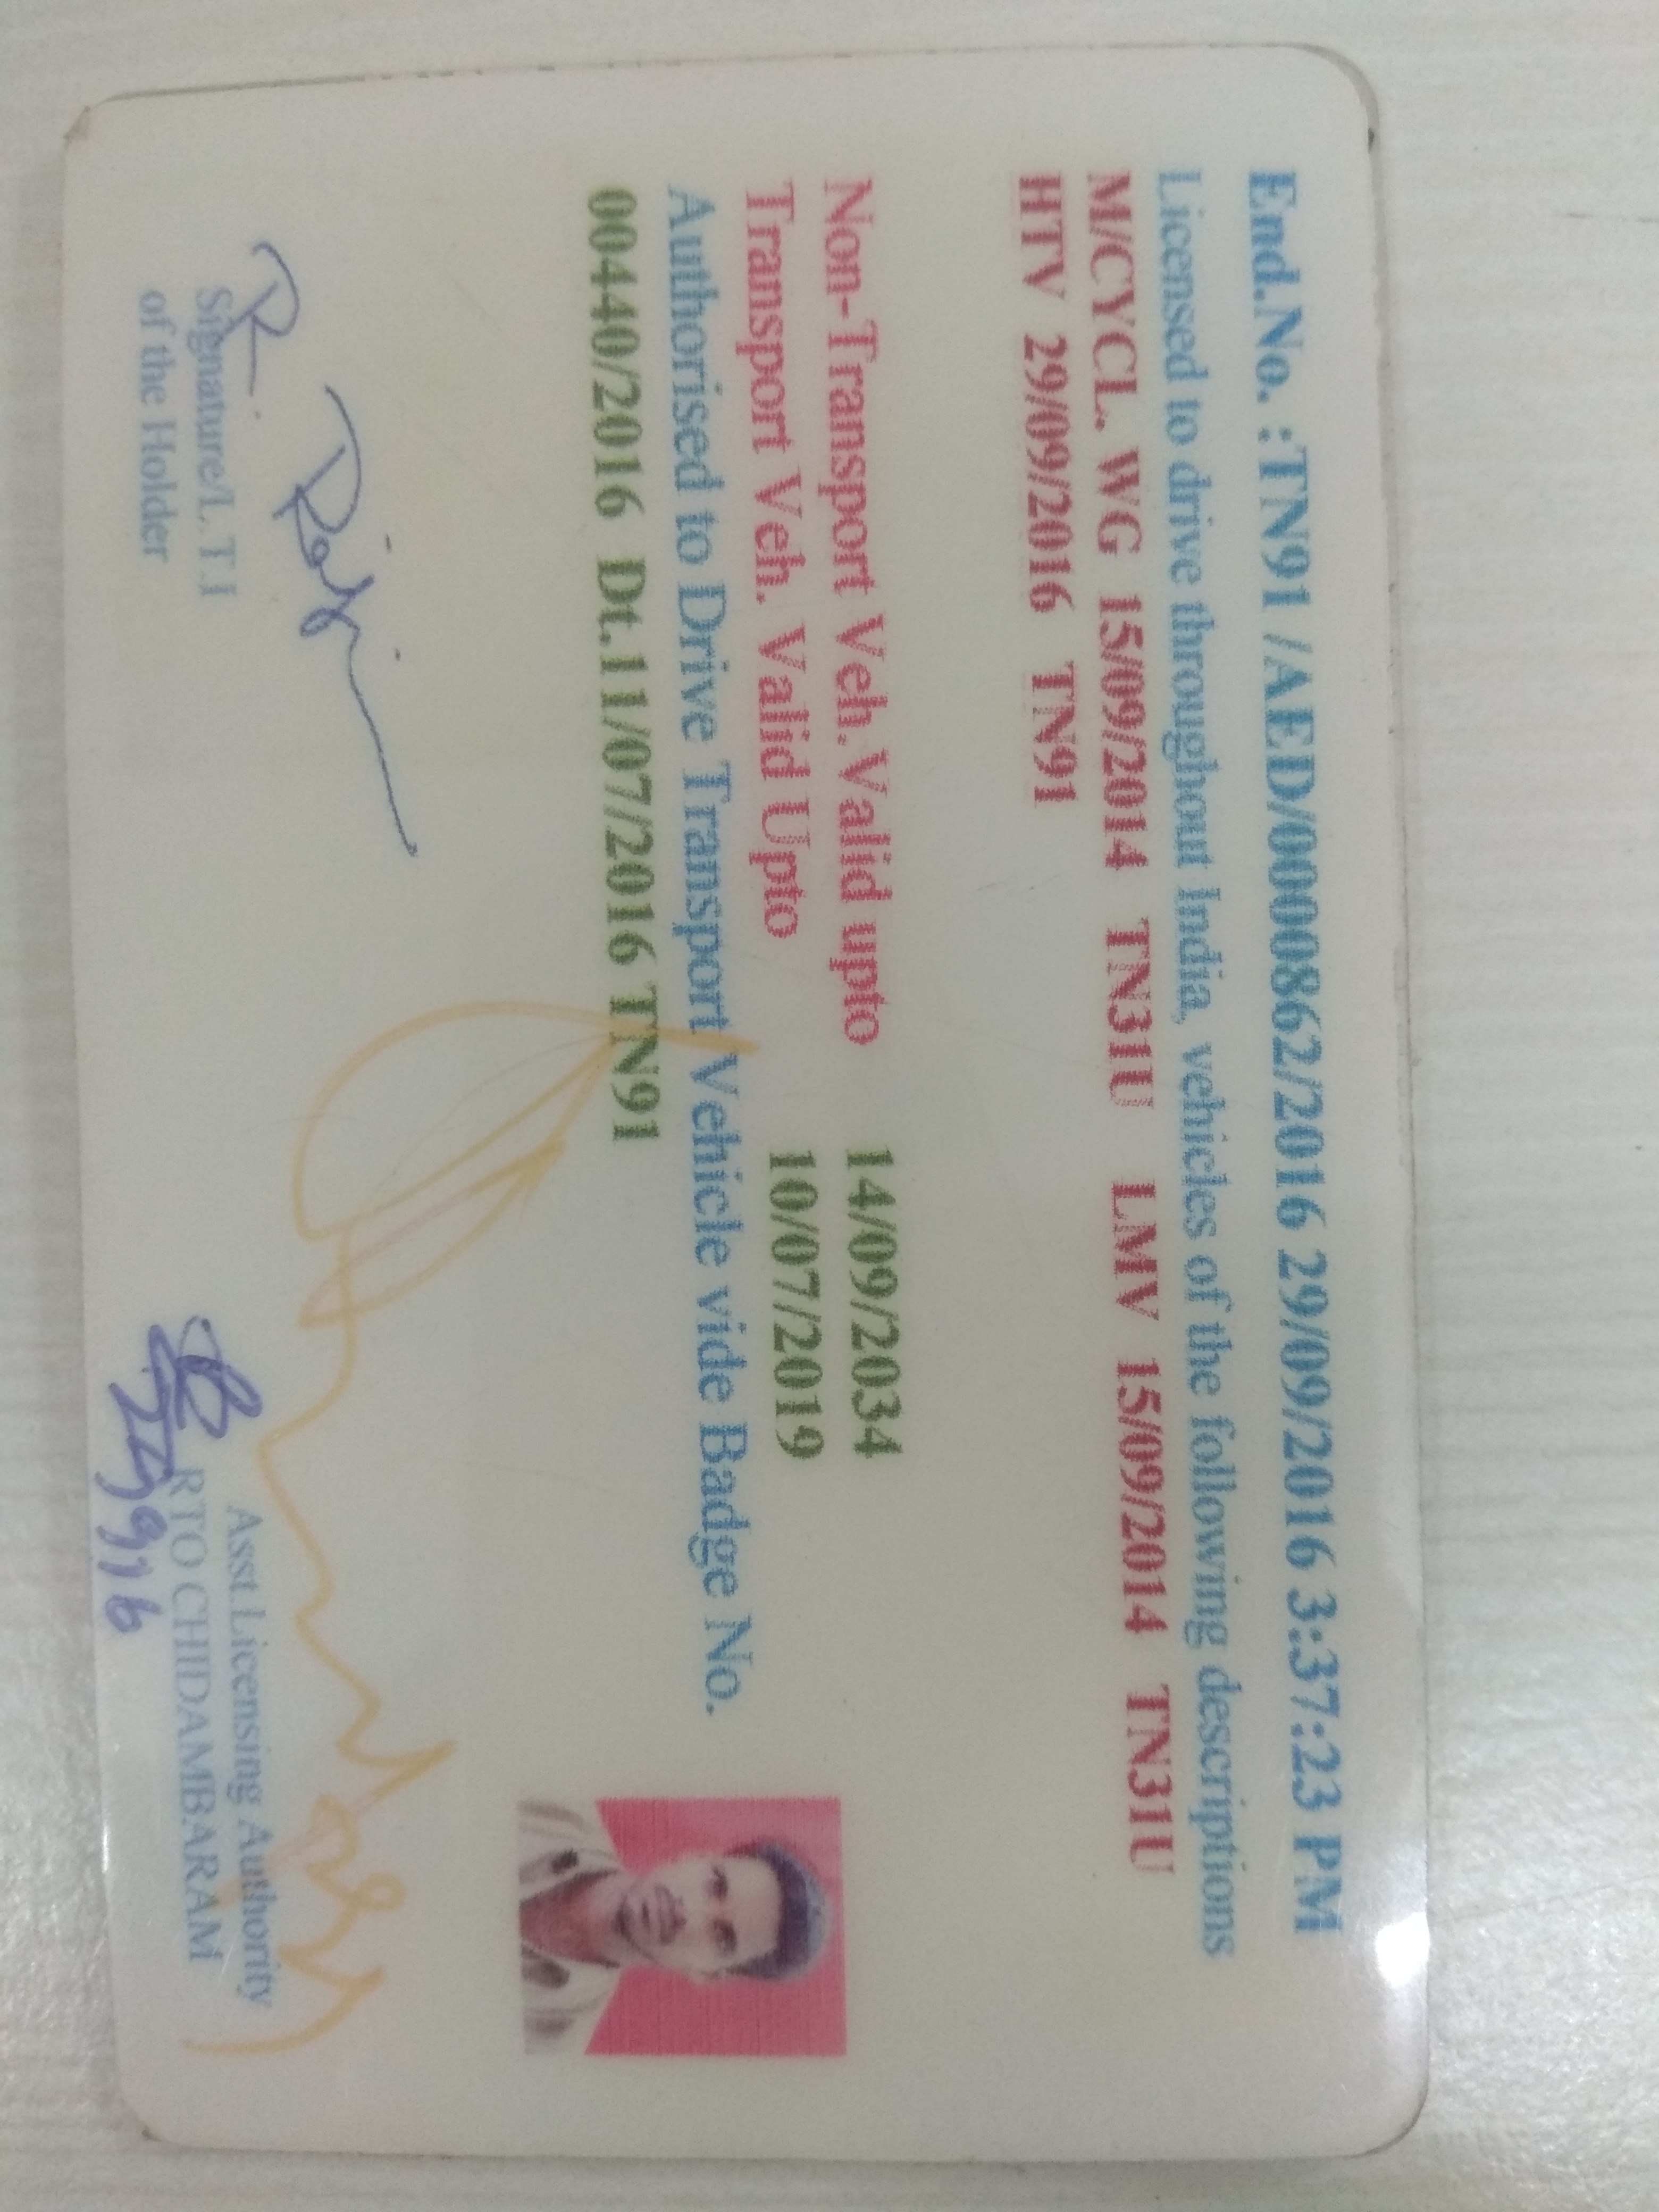 End.No. :TN91 /AED/0000862/2016 29/09/2016 3:37:23 PM
Licensed to drive throughout India, vehicles of the following descriptions
M/CYCL. WG 15/09/2014 TN31U LMV 15/09/2014 TN31U
HTV 29/09/2016 TN91
Non-Transport Veh.Valid upto 14/09/2034
Transport Veh. Valid Upto 10/07/2019
Authorised to Drive Transport Vehicle vide Badge No.
00440/2016 Dt.11/07/2016 TN91
Signature/L.T.I
of the Holder
Asst.Licensing Authority
RTO CHIDAMBARAM